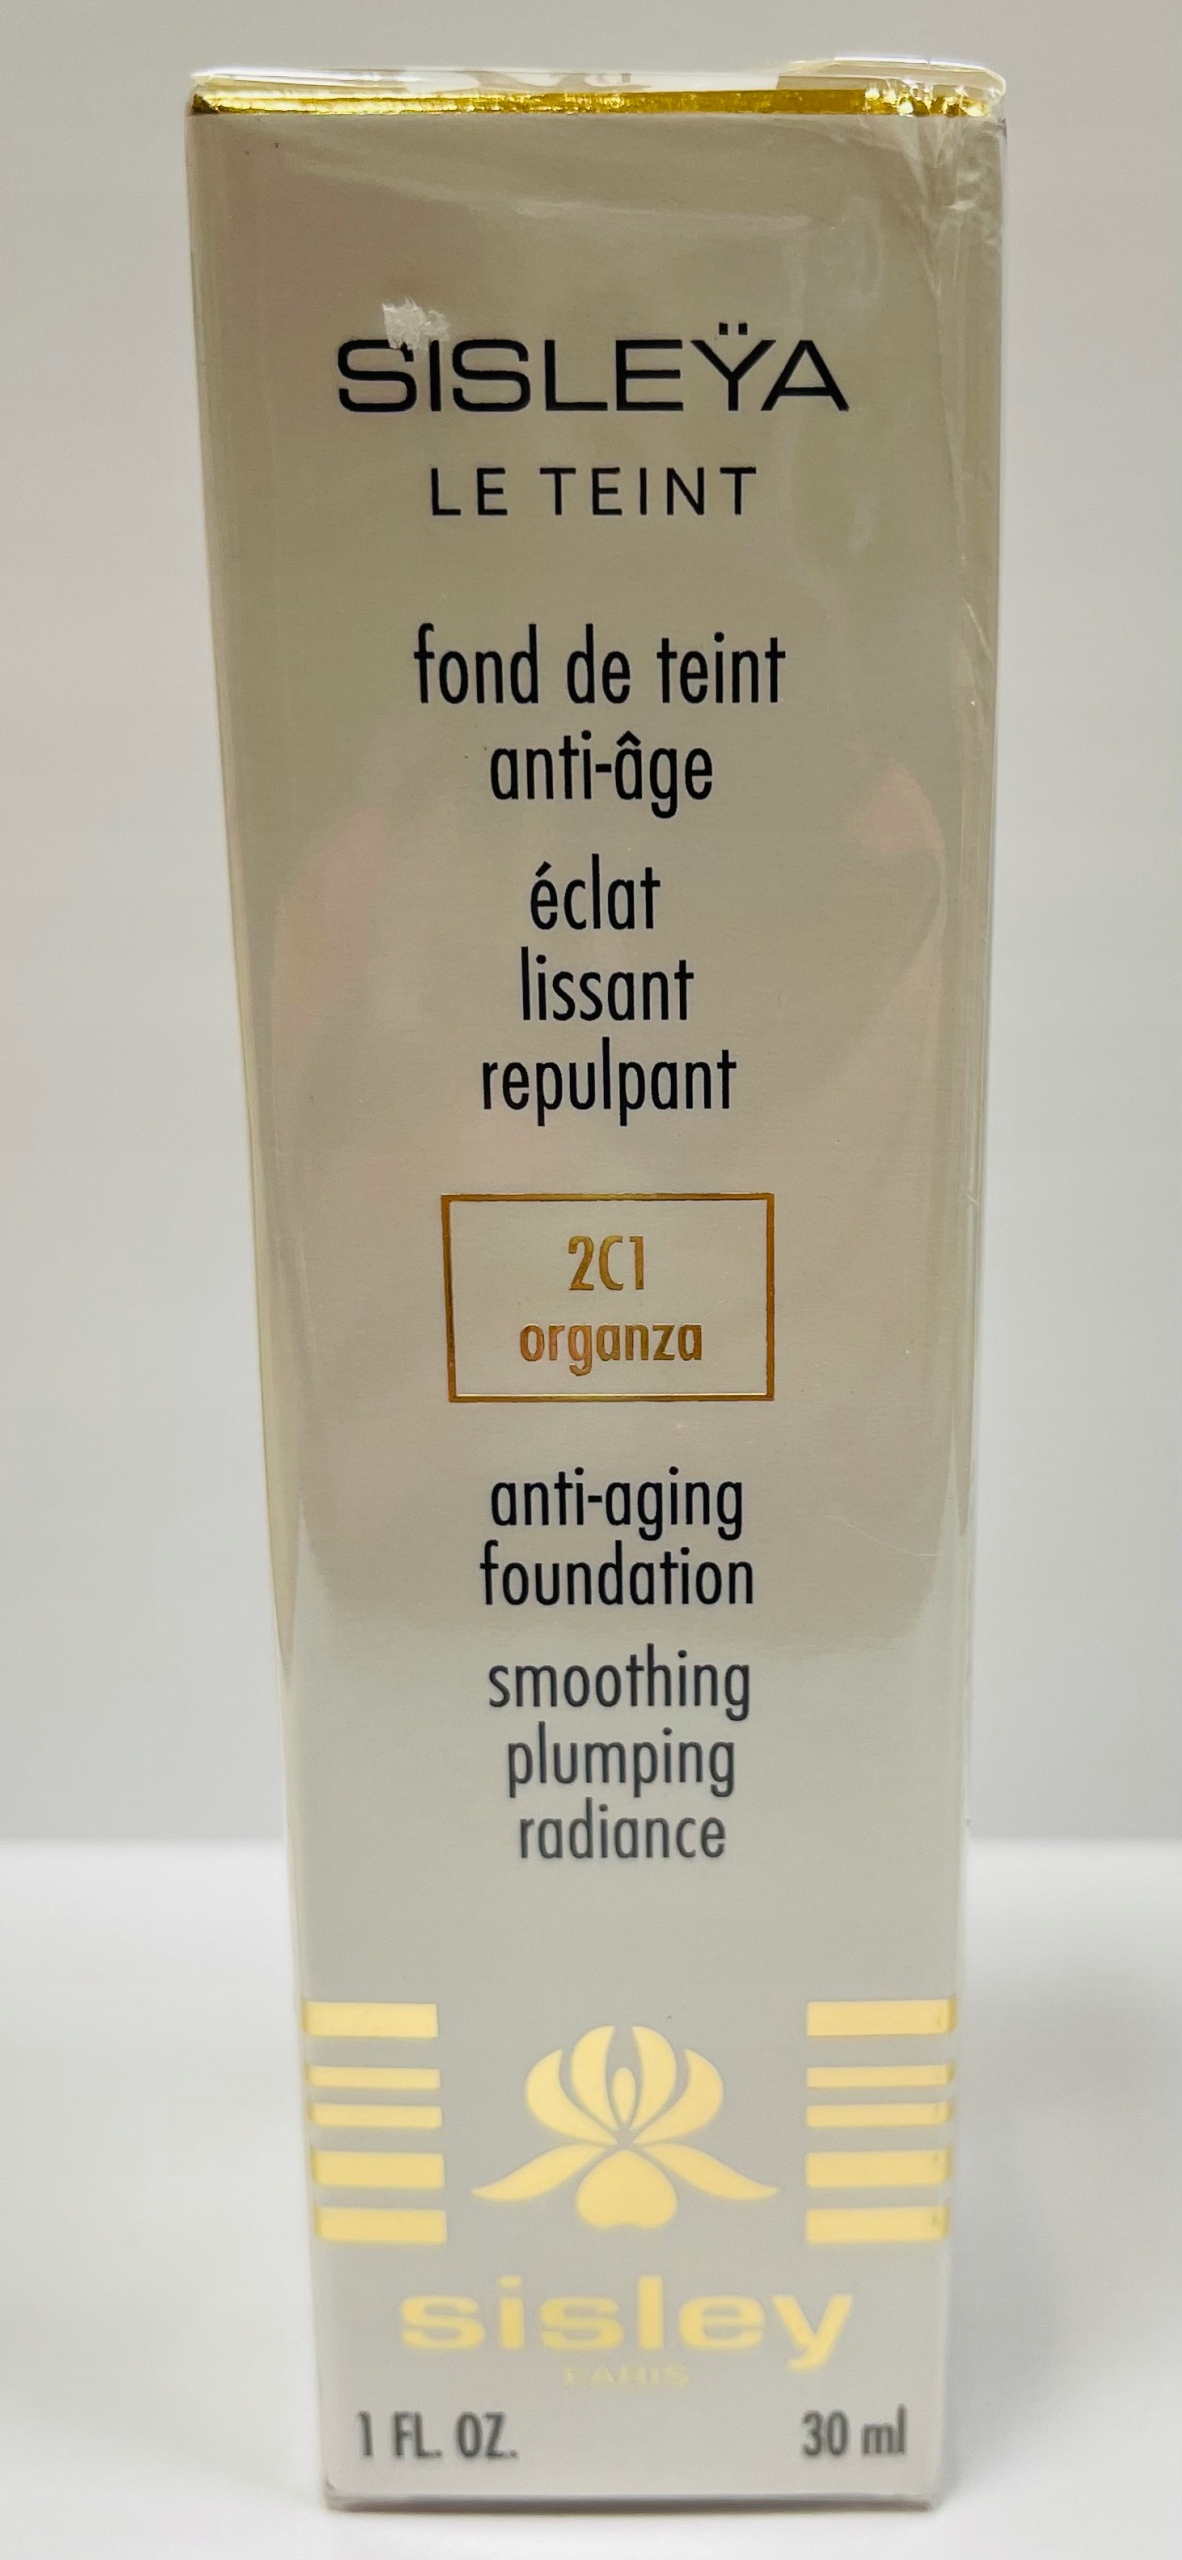 SISLEŸA
LE TEINT
fond de teint
anti-âge
éclat
lissant
repulpant
2C1
organza
anti-aging
foundation
smoothing
plumping
radiance
sisley
PARIS
1 FL. OZ. 30 ml